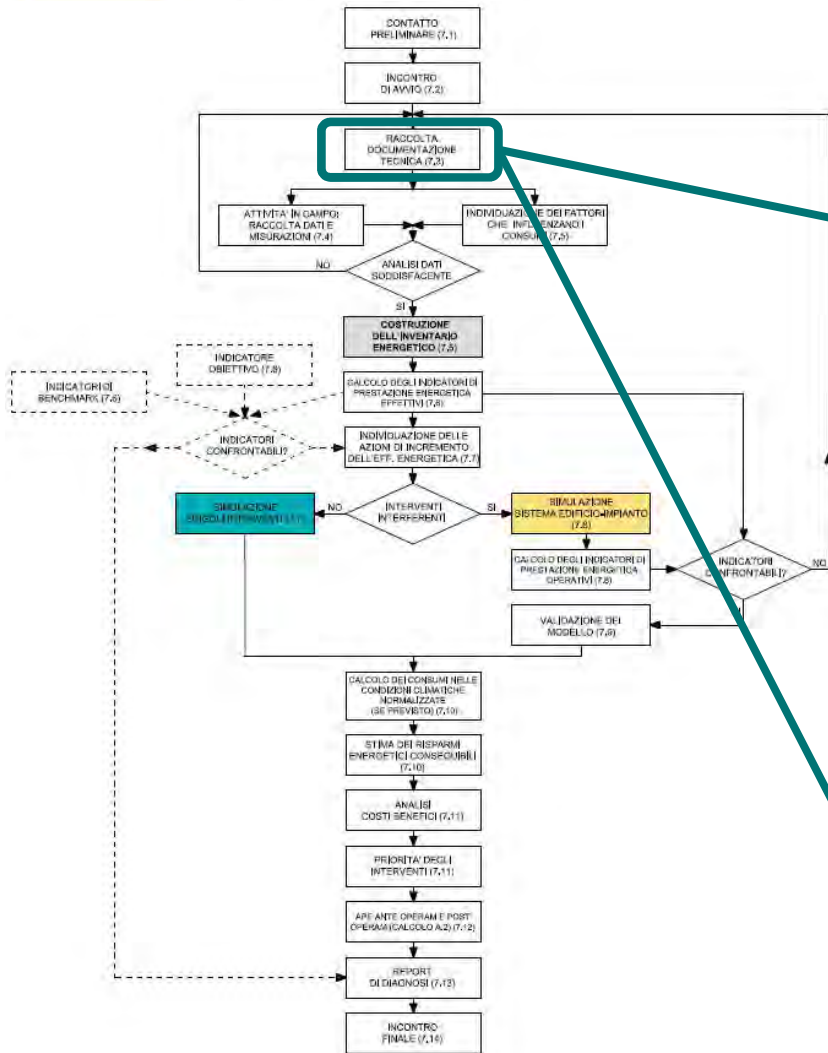 CONTATTO
PRELIMINARE (7.1)
INCONTRO
DI AVVIO (7.2)
RACCOLTA
DOCUMENTAZIONE
TECNICA (7.3)
ATTIVITA' IN CAMPO:
RACCOLTA DATI E
MISURAZIONI (7.4)
INDIVIDUAZIONE DEI FATTORI
CHE INFLUENZANO I
CONSUMI (7.5)
ANALISI DATI
SODDISFACENTE
NO
SI
COSTRUZIONE
DELL'INVENTARIO
ENERGETICO (7.5)
INDICATORE
OBIETTIVO (7.8)
INDICATORI DI
BENCHMARK (7.6)
CALCOLO DEGLI INDICATORI DI
PRESTAZIONE ENERGETICA
EFFETTIVI (7.6)
INDICATORI
CONFRONTABILI?
INDIVIDUAZIONE DELLE
AZIONI DI INCREMENTO
DELL'EFF. ENERGETICA (7.7)
SIMULAZIONE
SINGOLI INTERVENTI
NO
INTERVENTI
INTERFERENTI
SI
SIMULAZIONE
SISTEMA EDIFICIO-IMPIANTO
(7.8)
CALCOLO DEGLI INDICATORI DI
PRESTAZIONE ENERGETICA
OPERATIVI (7.8)
INDICATORI
CONFRONTABILI?
NO
VALIDAZIONE DEL
MODELLO (7.9)
CALCOLO DEI CONSUMI NELLE
CONDIZIONI CLIMATICHE
NORMALIZZATE
(SE PREVISTO) (7.10)
STIMA DEI RISPARMI
ENERGETICI CONSEGUIBILI
(7.10)
ANALISI
COSTI BENEFICI (7.11)
PRIORITA' DEGLI
INTERVENTI (7.11)
APE ANTE OPERAM E POST
OPERAM (CALCOLO A.2) (7.12)
REPORT
DI DIAGNOSI (7.13)
INCONTRO
FINALE (7.14)